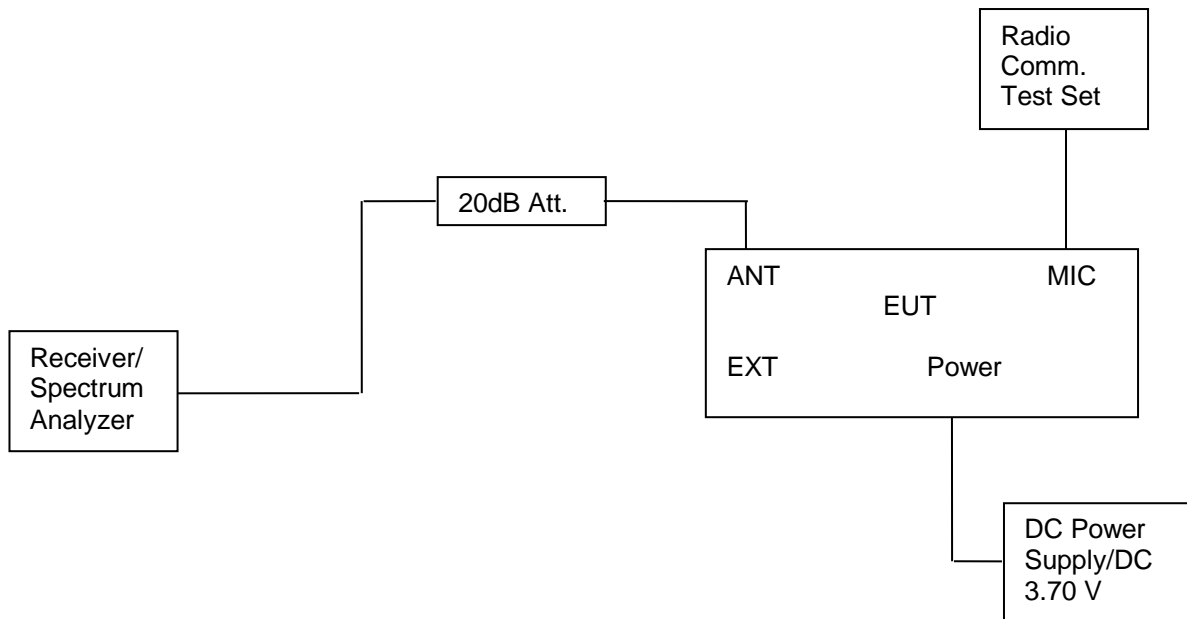 Radio
Comm.
Test Set
20dB Att.
ANT
MIC
EUT
EXT
Power
Receiver/
Spectrum
Analyzer
DC Power
Supply/DC
3.70 V